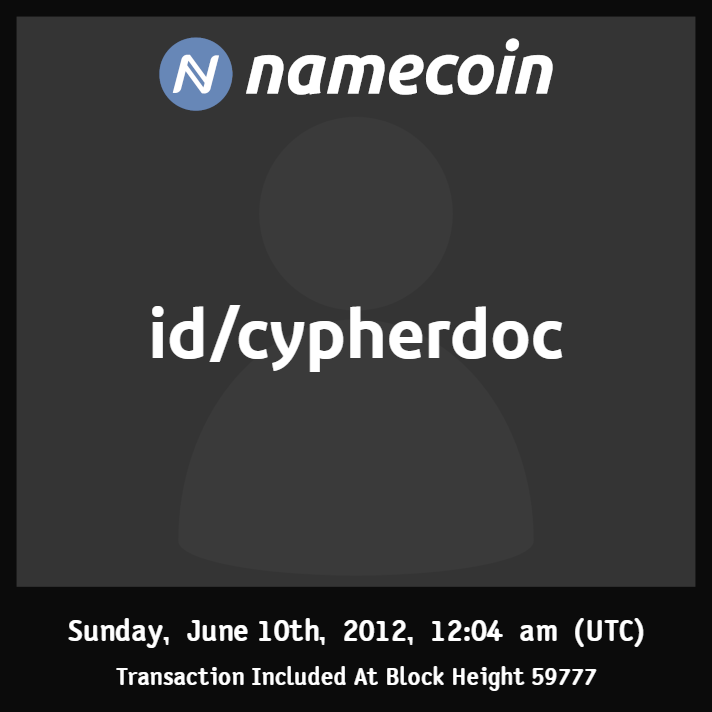 namecoin
id/cypherdoc
Sunday, June 10th, 2012, 12:04 am (UTC)
Transaction Included At Block Height 59777